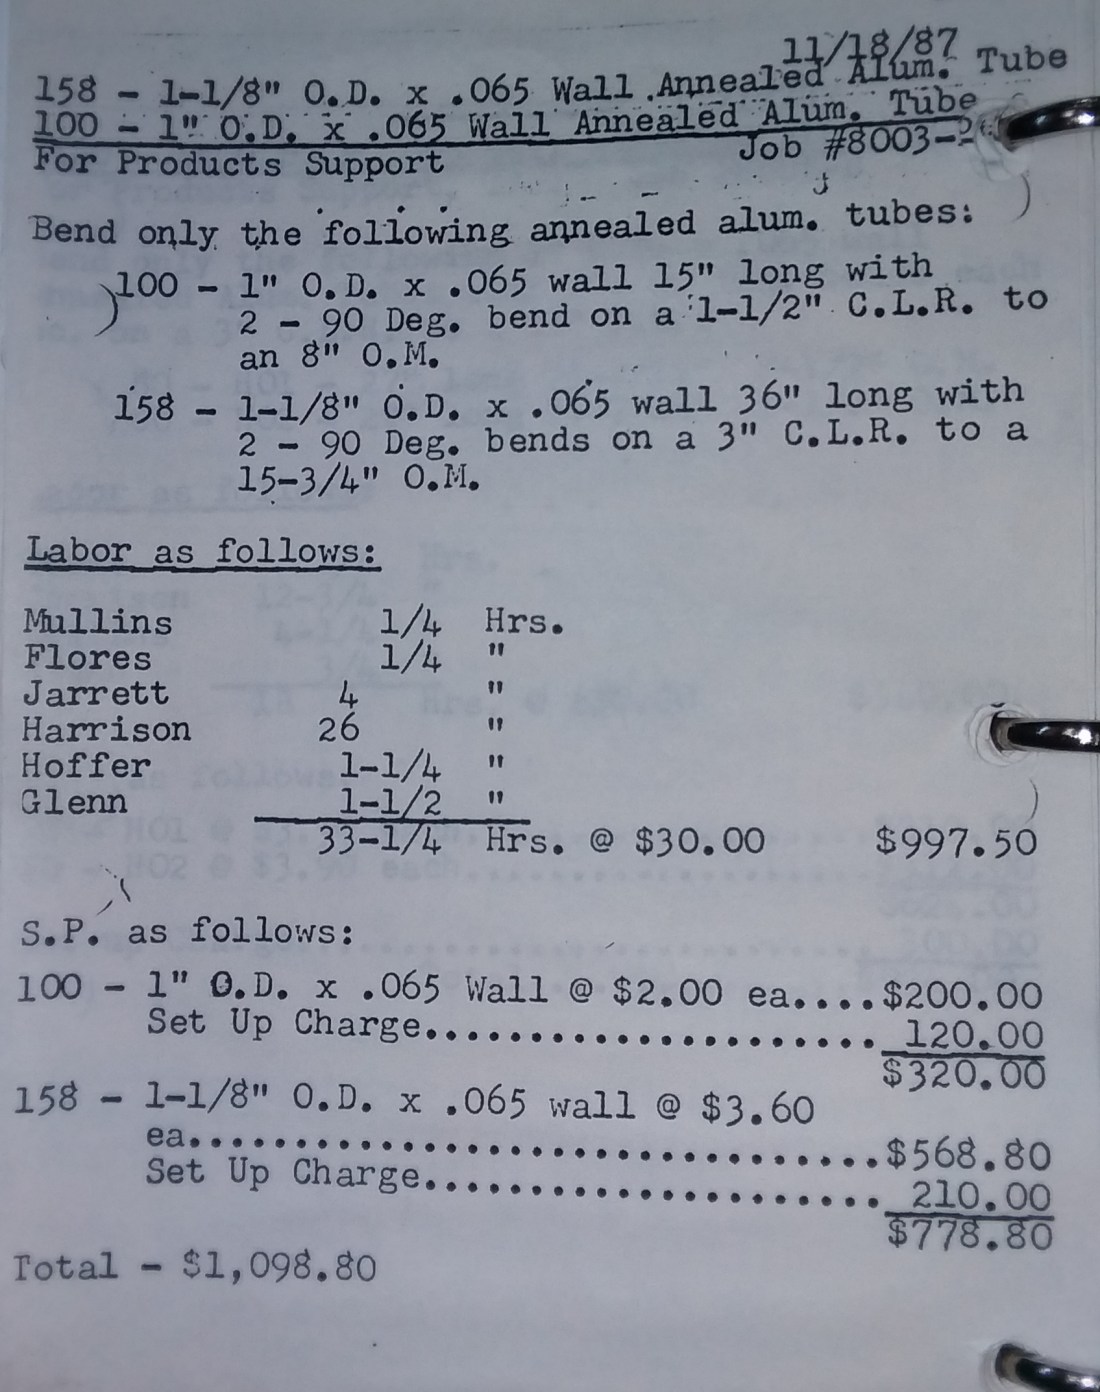 11/18/87
158 - 1-1/8" O.D. x .065 Wall Annealed Alum. Tube
100 - 1" O.D. x .065 Wall Annealed Alum. Tube
For Products Support Job #8003-
Bend only the following annealed alum. tubes:
100 - 1" O.D. x .065 wall 15" long with
2 - 90 Deg. bend on a 1-1/2" C.L.R. to
an 8" O.M.
158 - 1-1/8" O.D. x .065 wall 36" long with
2 - 90 Deg. bends on a 3" C.L.R. to a
15-3/4" O.M.
Labor as follows:
Mullins 1/4 Hrs.
Flores 1/4 "
Jarrett 4 "
Harrison 26 "
Hoffer 1-1/4 "
Glenn 1-1/2 "
33-1/4 Hrs. @ $30.00 $997.50
S.P. as follows:
100 - 1" O.D. x .065 Wall @ $2.00 ea....$200.00
Set Up Charge..................... 120.00
$320.00
158 - 1-1/8" O.D. x .065 wall @ $3.60
ea.................................$568.80
Set Up Charge...................... 210.00
$778.80
Total - $1,098.80